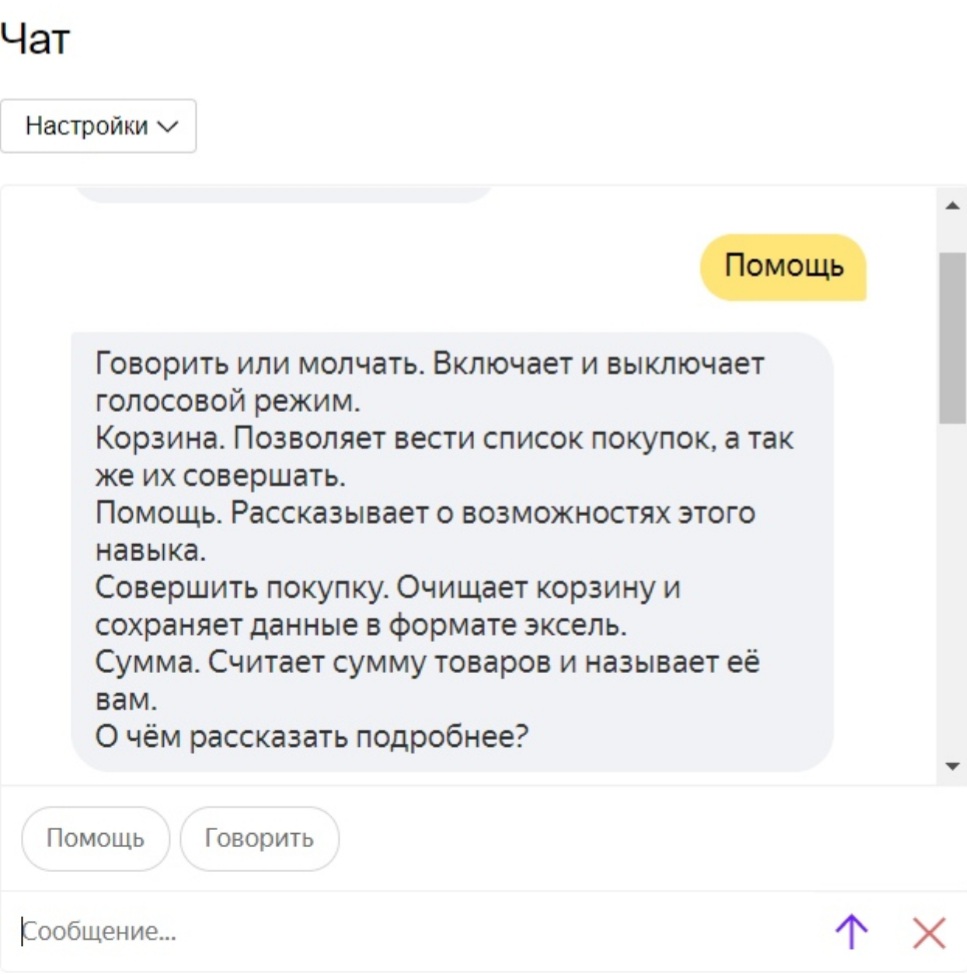 Чат
Настройки
Помощь
Говорить или молчать. Включает и выключает
голосовой режим.
Корзина. Позволяет вести список покупок, а так
же их совершать.
Помощь. Рассказывает о возможностях этого
навыка.
Совершить покупку. Очищает корзину и
сохраняет данные в формате эксель.
Сумма. Считает сумму товаров и называет её
вам.
О чём рассказать подробнее?
Помощь Говорить
Сообщение...